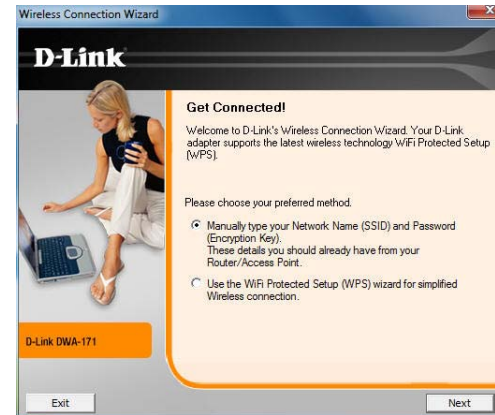 Wireless Connection Wizard
D-Link
Get Connected!
Welcome to D-Link's Wireless Connection Wizard. Your D-Link
adapter supports the latest wireless technology WiFi Protected Setup
(WPS).
Please choose your preferred method.
Manually type your Network Name (SSID) and Password
(Encryption Key).
These details you should already have from your
Router/Access Point.
Use the WiFi Protected Setup (WPS) wizard for simplified
Wireless connection.
D-Link DWA-171
Exit
Next